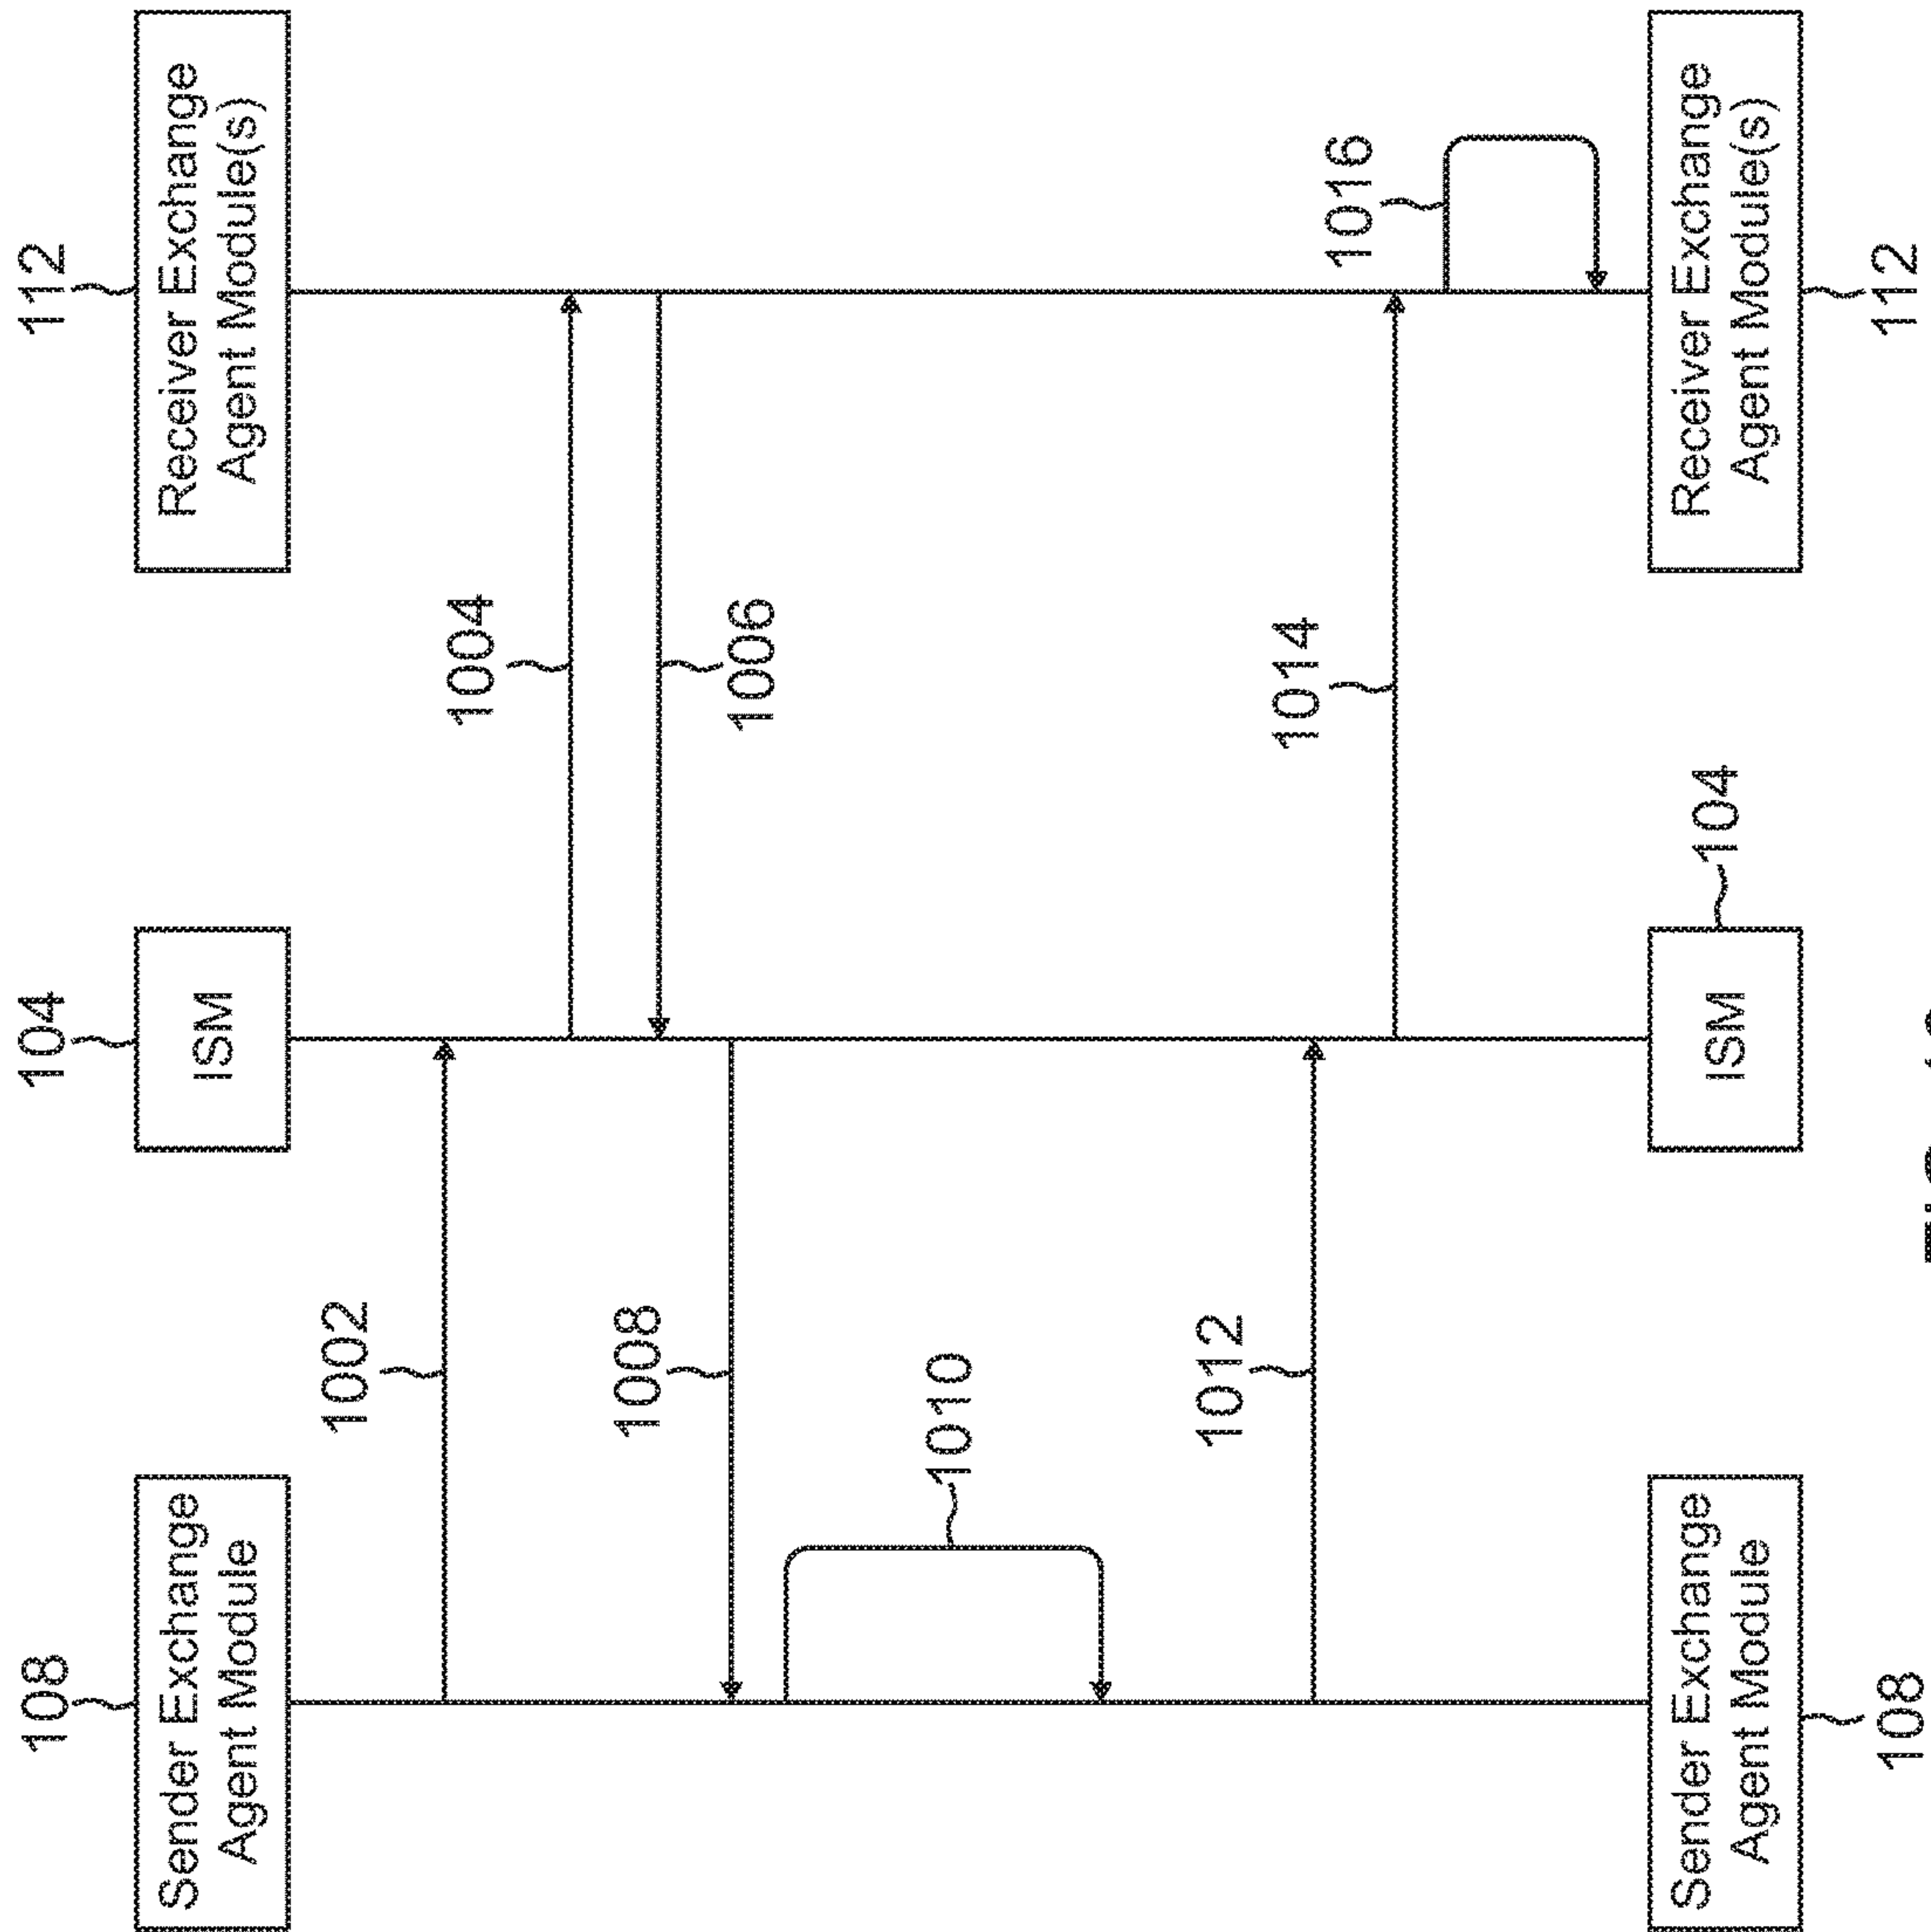 108
104
112
Sender Exchange
Agent Module
ISM
Receiver Exchange
Agent Module(s)
1002
1004
1008
1006
1010
1012
1014
1016
Sender Exchange
Agent Module
ISM
104
Receiver Exchange
Agent Module(s)
108
112